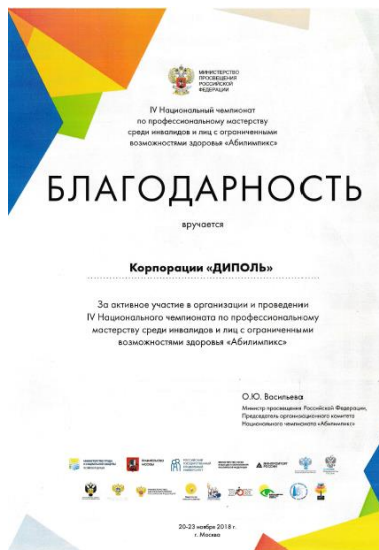 МИНИСТЕРСТВО
ПРОСВЕЩЕНИЯ
РОССИЙСКОЙ
ФЕДЕРАЦИИ
IV Национальный чемпионат
по профессиональному мастерству
среди инвалидов и лиц с ограниченными
возможностями здоровья «Абилимпикс»
БЛАГОДАРНОСТЬ
вручается
Корпорации «ДИПОЛЬ»
За активное участие в организации и проведении
IV Национального чемпионата по профессиональному
мастерству среди инвалидов и лиц с ограниченными
возможностями здоровья «Абилимпикс»
О.Ю. Васильева
Министр просвещения Российской Федерации,
Председатель организационного комитета
Национального чемпионата «Абилимпикс»
20-23 ноября 2018 г.
г. Москва